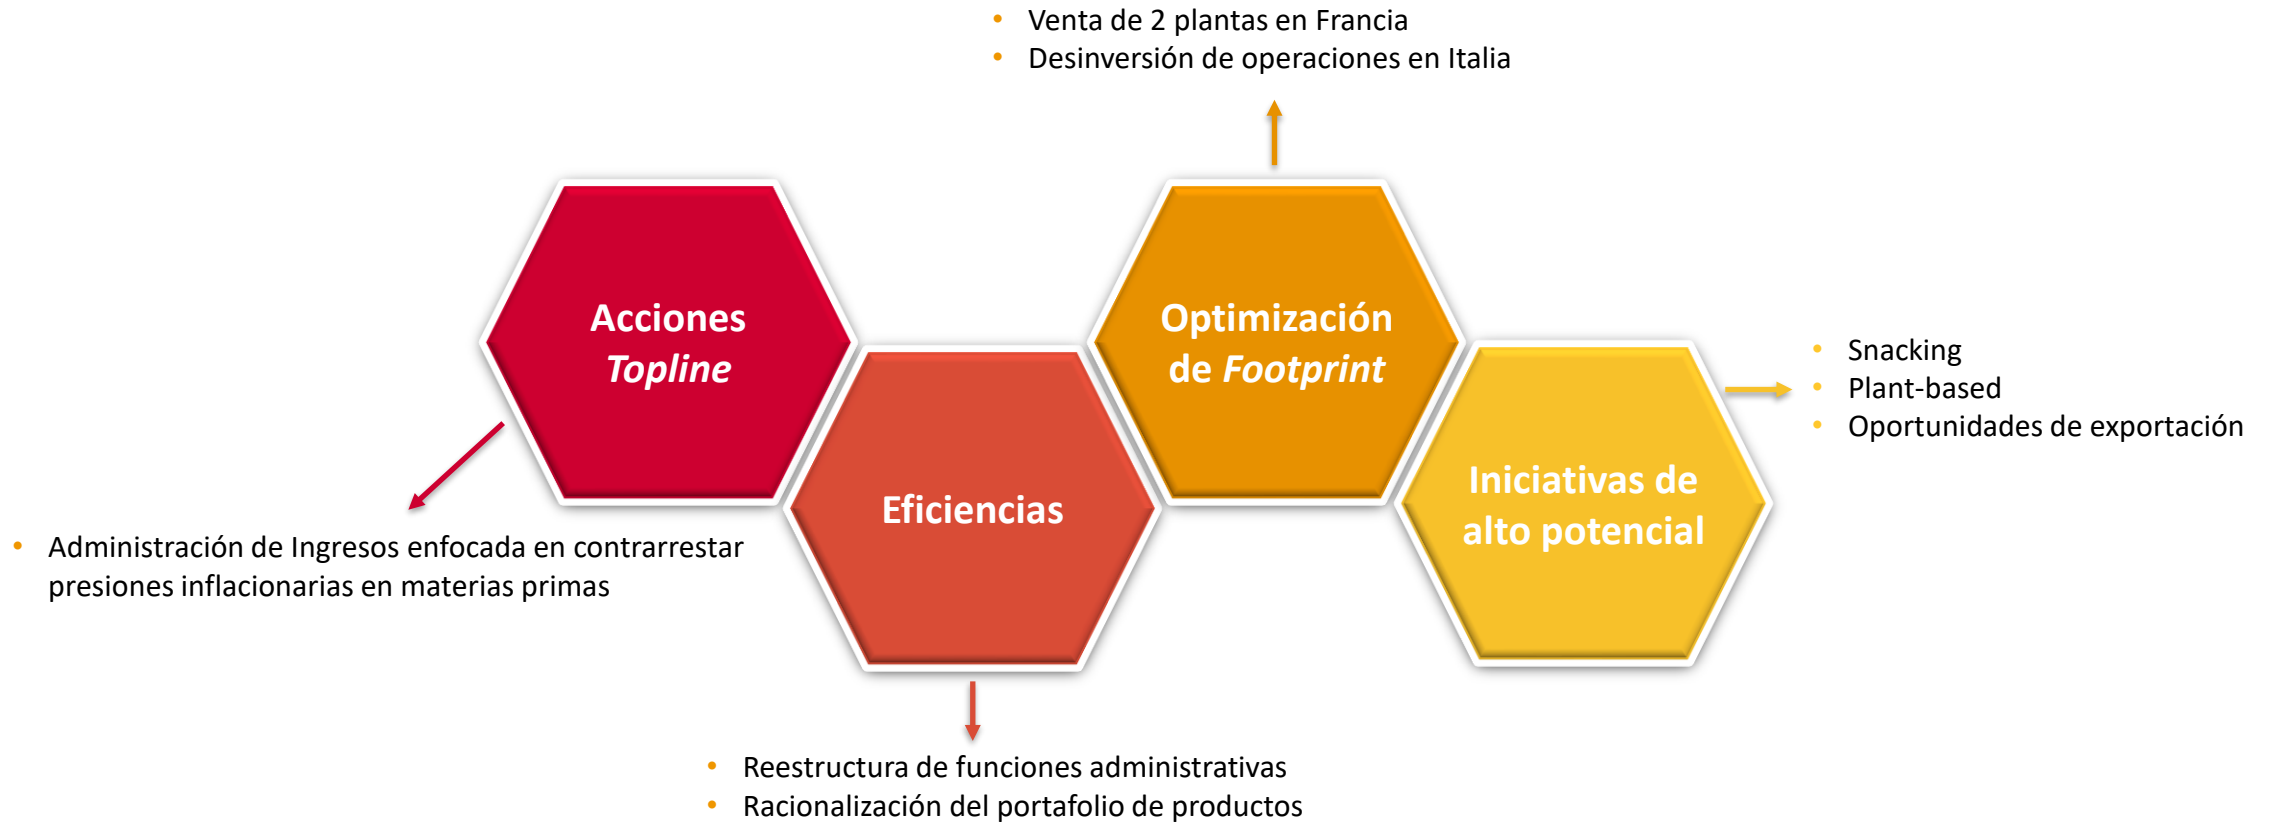 • Venta de 2 plantas en Francia
• Desinversión de operaciones en Italia
Acciones
Topline
• Administración de Ingresos enfocada en contrarrestar
presiones inflacionarias en materias primas
Eficiencias
• Reestructura de funciones administrativas
• Racionalización del portafolio de productos
Optimización
de Footprint
Iniciativas de
alto potencial
• Snacking
• Plant-based
• Oportunidades de exportación